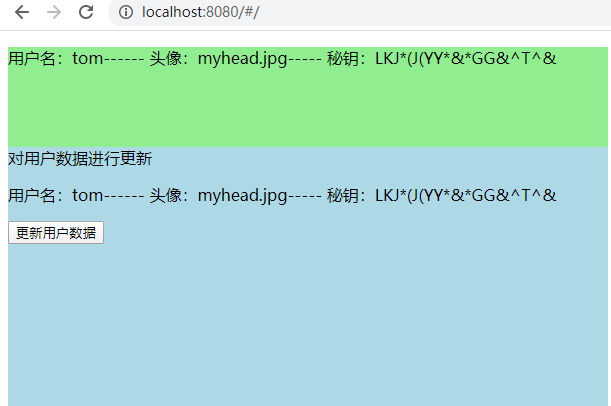 localhost:8080/#/
用户名：tom------ 头像：myhead.jpg----- 秘钥：LKJ*(J(YY*&*GG&^T^&
对用户数据进行更新
用户名：tom------ 头像：myhead.jpg----- 秘钥：LKJ*(J(YY*&*GG&^T^&
更新用户数据